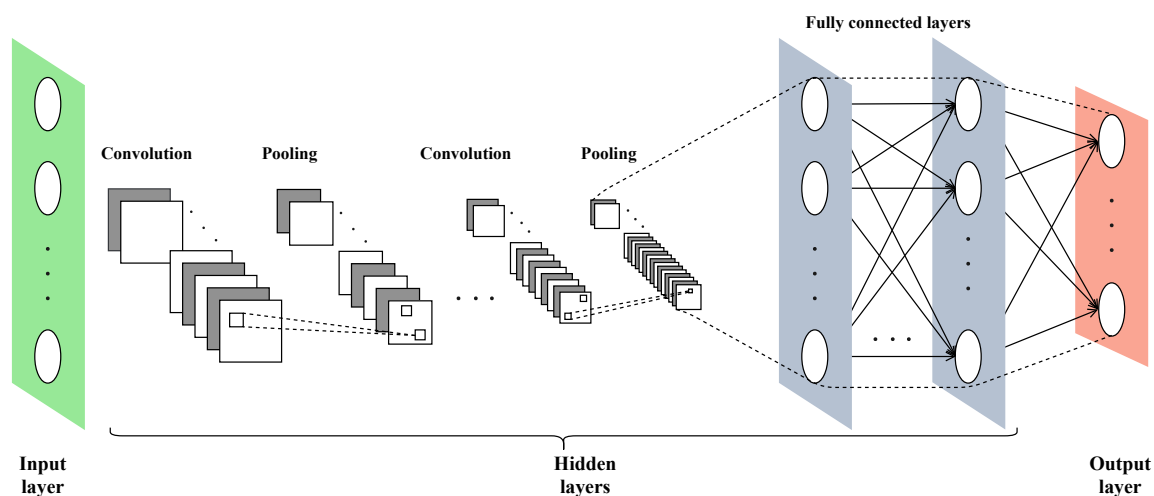 Fully connected layers
Convolution
Pooling
Convolution
Pooling
Input
layer
Hidden
layers
Output
layer